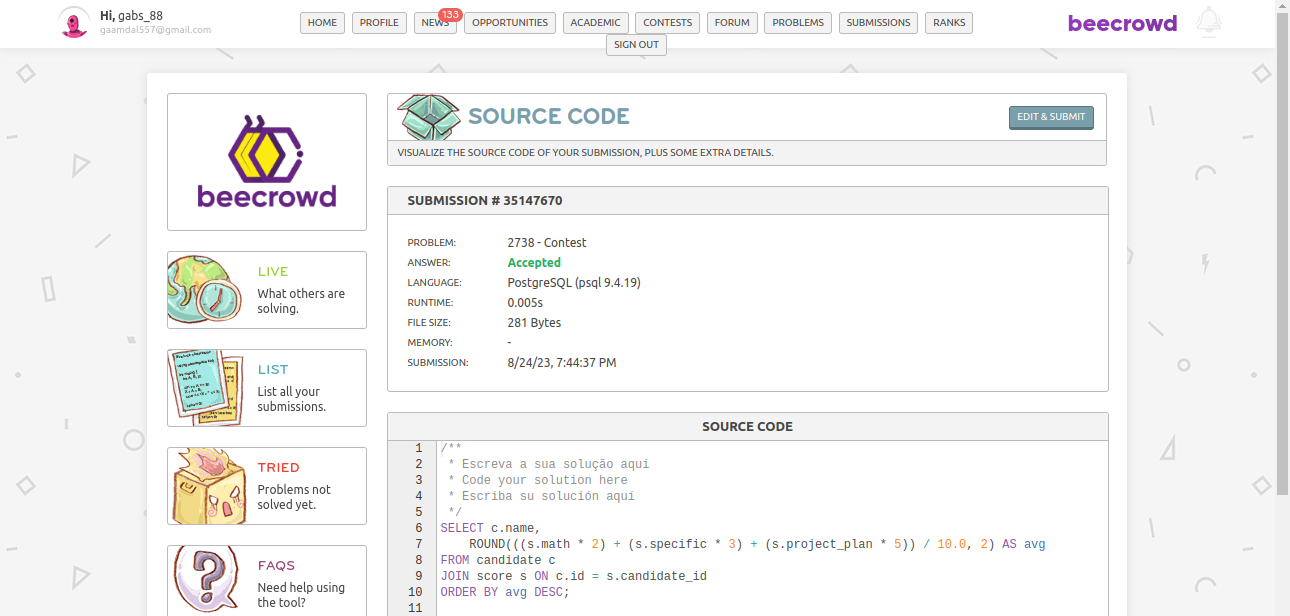 Hi, gabs_88
gaamdal557@gmail.com
HOME
PROFILE
NEWS
133
OPPORTUNITIES
ACADEMIC
CONTESTS
FORUM
PROBLEMS
SUBMISSIONS
RANKS
SIGN OUT
beecrowd
beecrowd
LIVE
What others are
solving.
LIST
List all your
submissions.
TRIED
Problems not
solved yet.
FAQS
Need help using
the tool?
SOURCE CODE
EDIT & SUBMIT
VISUALIZE THE SOURCE CODE OF YOUR SUBMISSION, PLUS SOME EXTRA DETAILS.
SUBMISSION # 35147670
PROBLEM: 2738 - Contest
ANSWER: Accepted
LANGUAGE: PostgreSQL (psql 9.4.19)
RUNTIME: 0.005s
FILE SIZE: 281 Bytes
MEMORY: -
SUBMISSION: 8/24/23, 7:44:37 PM
SOURCE CODE
1 /**
2 * Escreva a sua solução aqui
3 * Code your solution here
4 * Escriba su solución aquí
5 */
6 SELECT c.name,
7 ROUND(((s.math * 2) + (s.specific * 3) + (s.project_plan * 5)) / 10.0, 2) AS avg
8 FROM candidate c
9 JOIN score s ON c.id = s.candidate_id
10 ORDER BY avg DESC;
11